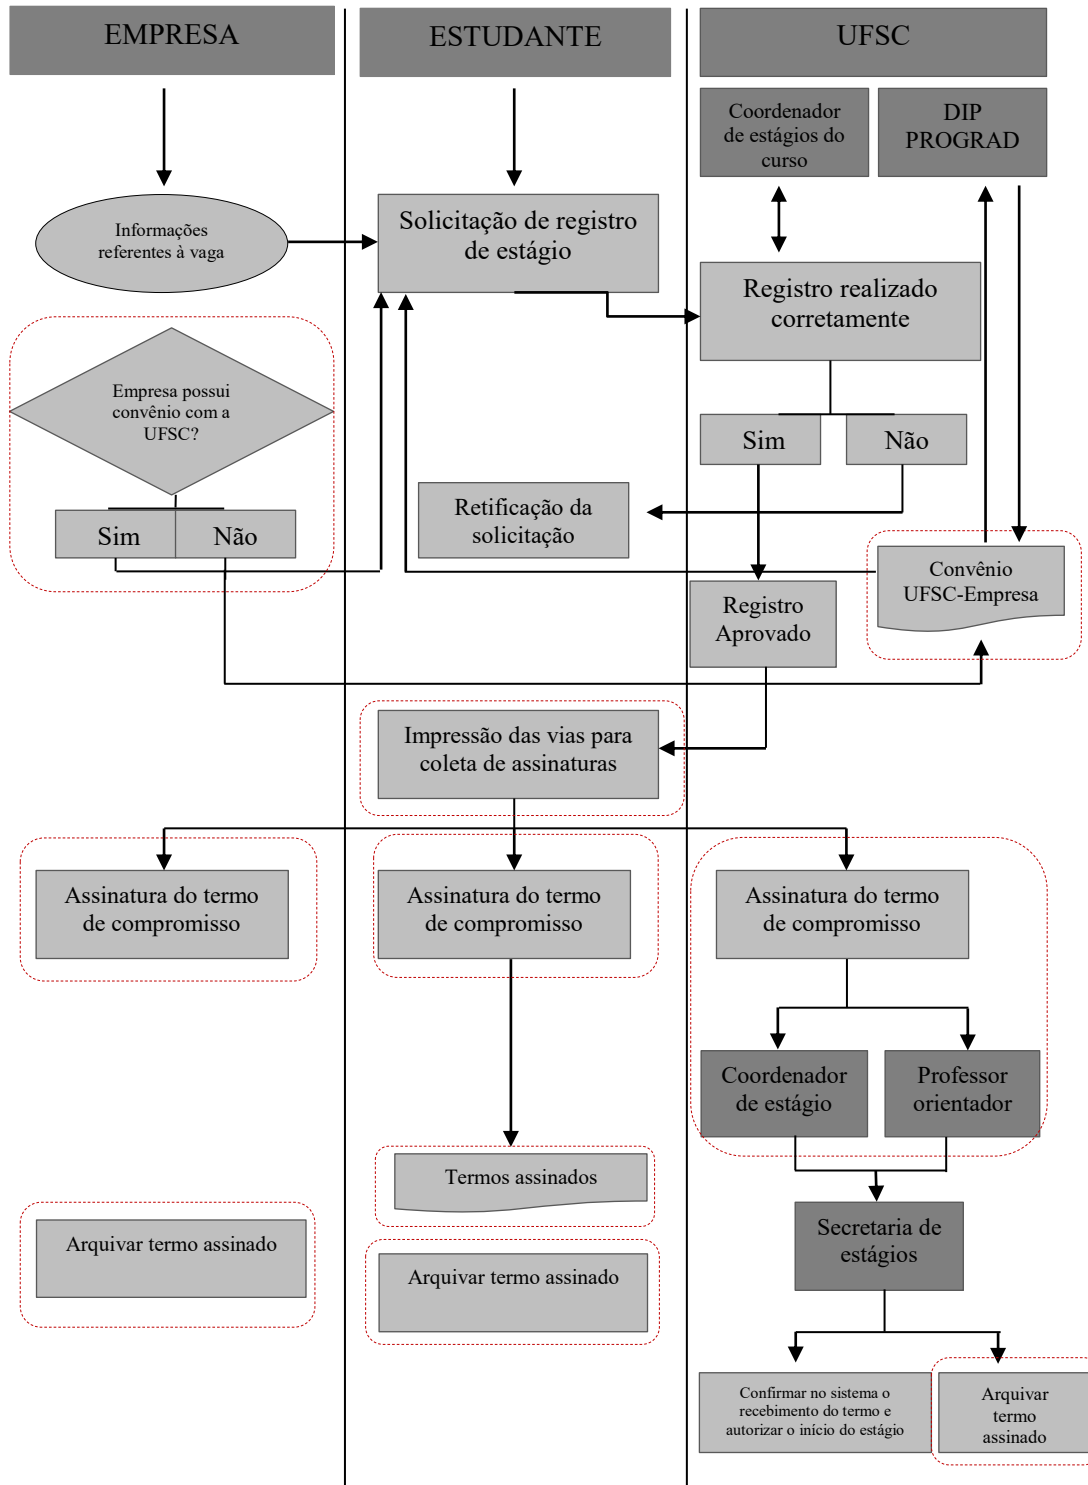 EMPRESA
ESTUDANTE
UFSC
Coordenador
de estágios do
curso
DIP
PROGRAD
Informações
referentes à vaga
Solicitação de registro
de estágio
Registro realizado
corretamente
Empresa possui
convênio com a
UFSC?
Sim
Não
Sim
Não
Retificação da
solicitação
Convênio
UFSC-Empresa
Registro
Aprovado
Impressão das vias para
coleta de assinaturas
Assinatura do termo
de compromisso
Assinatura do termo
de compromisso
Assinatura do termo
de compromisso
Coordenador
de estágio
Professor
orientador
Termos assinados
Secretaria de
estágios
Arquivar termo assinado
Arquivar termo assinado
Confirmar no sistema o
recebimento do termo e
autorizar o início do estágio
Arquivar
termo
assinado